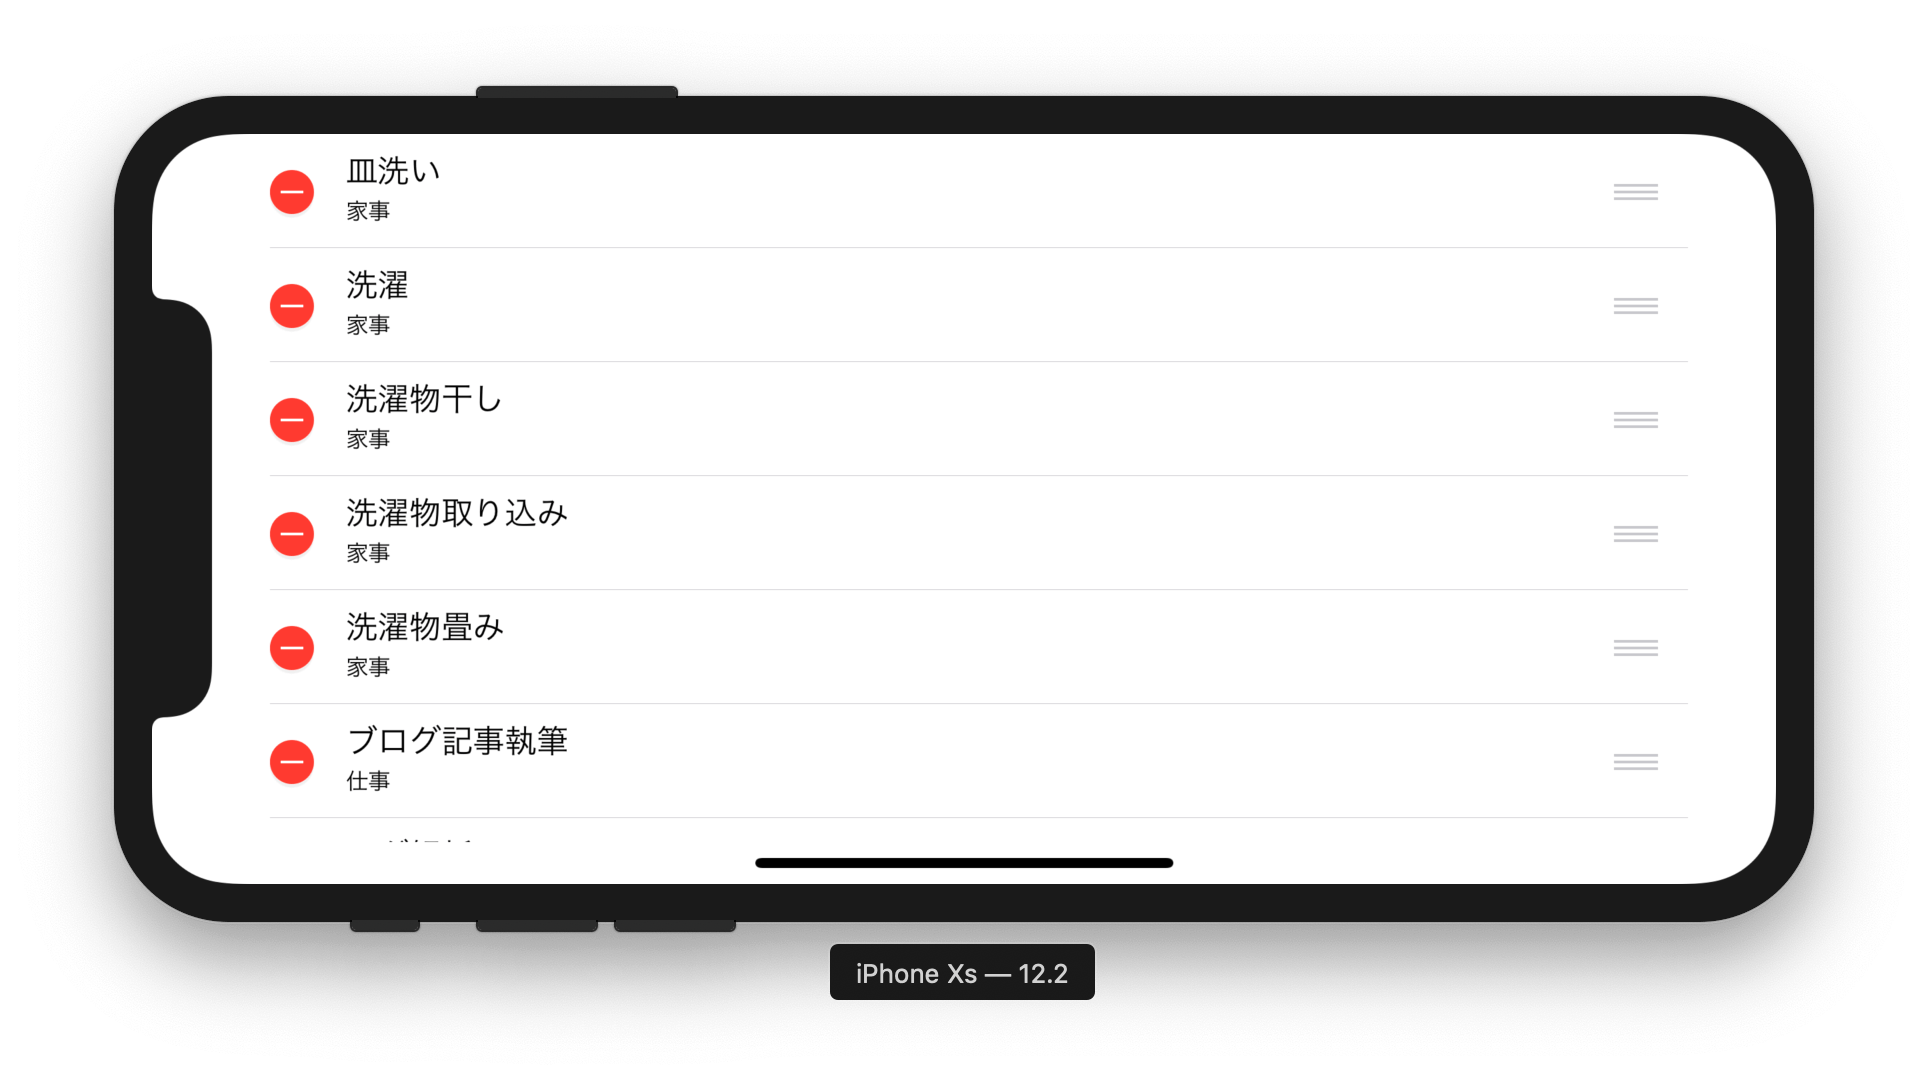 皿洗い
家事
洗濯
家事
洗濯物干し
家事
洗濯物取り込み
家事
洗濯物畳み
家事
ブログ記事執筆
仕事
iPhone Xs — 12.2